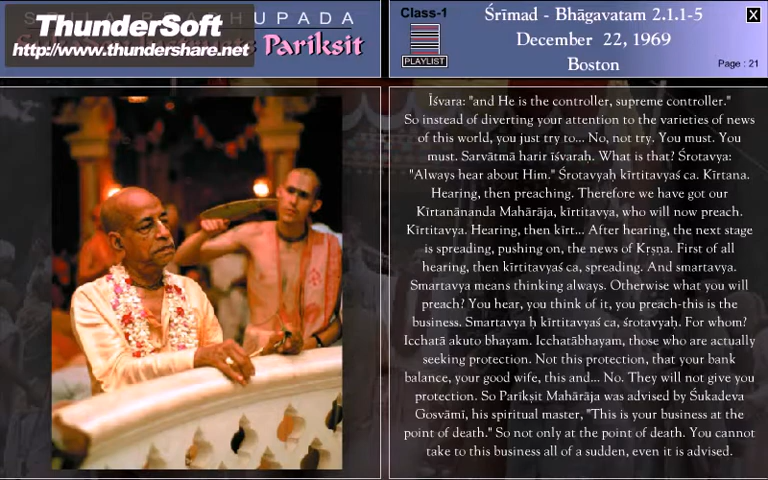 SRILA PRABHUPADA
ThunderSoft
http://www.thundershare.net
Pariksit
Class-1
PLAYLIST
Śrīmad - Bhāgavatam 2.1.1-5
December 22, 1969
Boston
X
Page : 21
Īśvara: "and He is the controller, supreme controller."
So instead of diverting your attention to the varieties of news
of this world, you just try to... No, not try. You must. You
must. Sarvātmā harir īśvaraḥ. What is that? Śrotavya:
"Always hear about Him." Śrotavyaḥ kīrtitavyaś ca. Kīrtana.
Hearing, then preaching. Therefore we have got our
Kīrtanānanda Mahārāja, kīrtitavya, who will now preach.
Kīrtitavya. Hearing, then kīrt... After hearing, the next stage
is spreading, pushing on, the news of Kṛṣṇa. First of all
hearing, then kīrtitavyaś ca, spreading. And smartavya.
Smartavya means thinking always. Otherwise what you will
preach? You hear, you think of it, you preach-this is the
business. Smartavya ḥ kīrtitavyaś ca, śrotavyaḥ. For whom?
Icchatā akuto bhayam. Icchatābhayam, those who are actually
seeking protection. Not this protection, that your bank
balance, your good wife, this and... No. They will not give you
protection. So Parīkṣit Mahārāja was advised by Śukadeva
Gosvāmī, his spiritual master, "This is your business at the
point of death." So not only at the point of death. You cannot
take to this business all of a sudden, even it is advised.